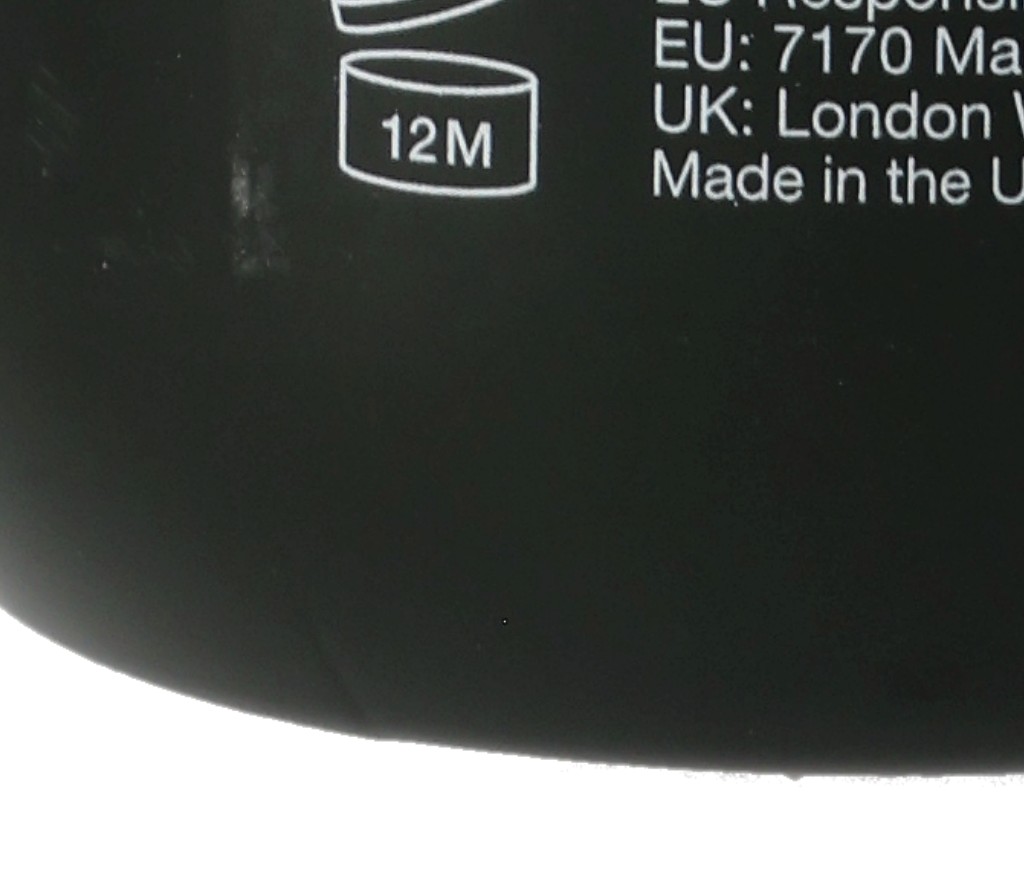 12M
EU: 7170 Ma
UK: London
Made in the U